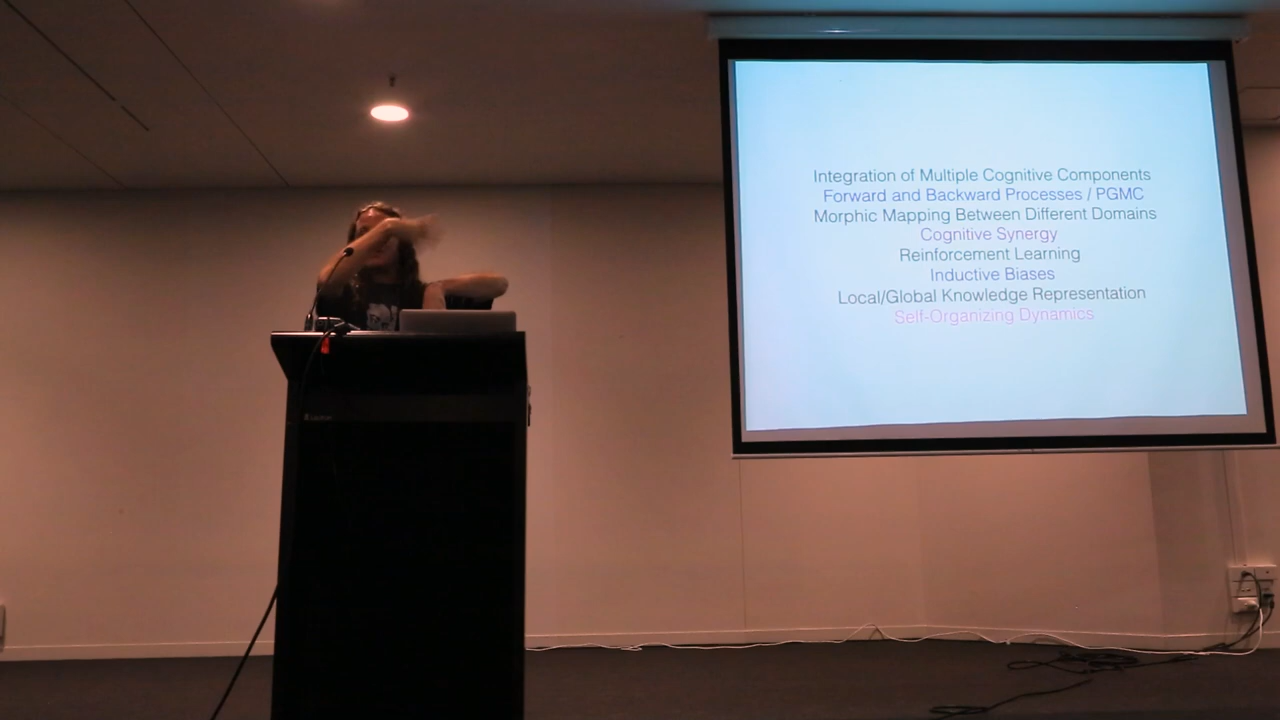 Integration of Multiple Cognitive Components
Forward and Backward Processes / PGMC
Morphic Mapping Between Different Domains
Cognitive Synergy
Reinforcement Learning
Inductive Biases
Local/Global Knowledge Representation
Self-Organizing Dynamics